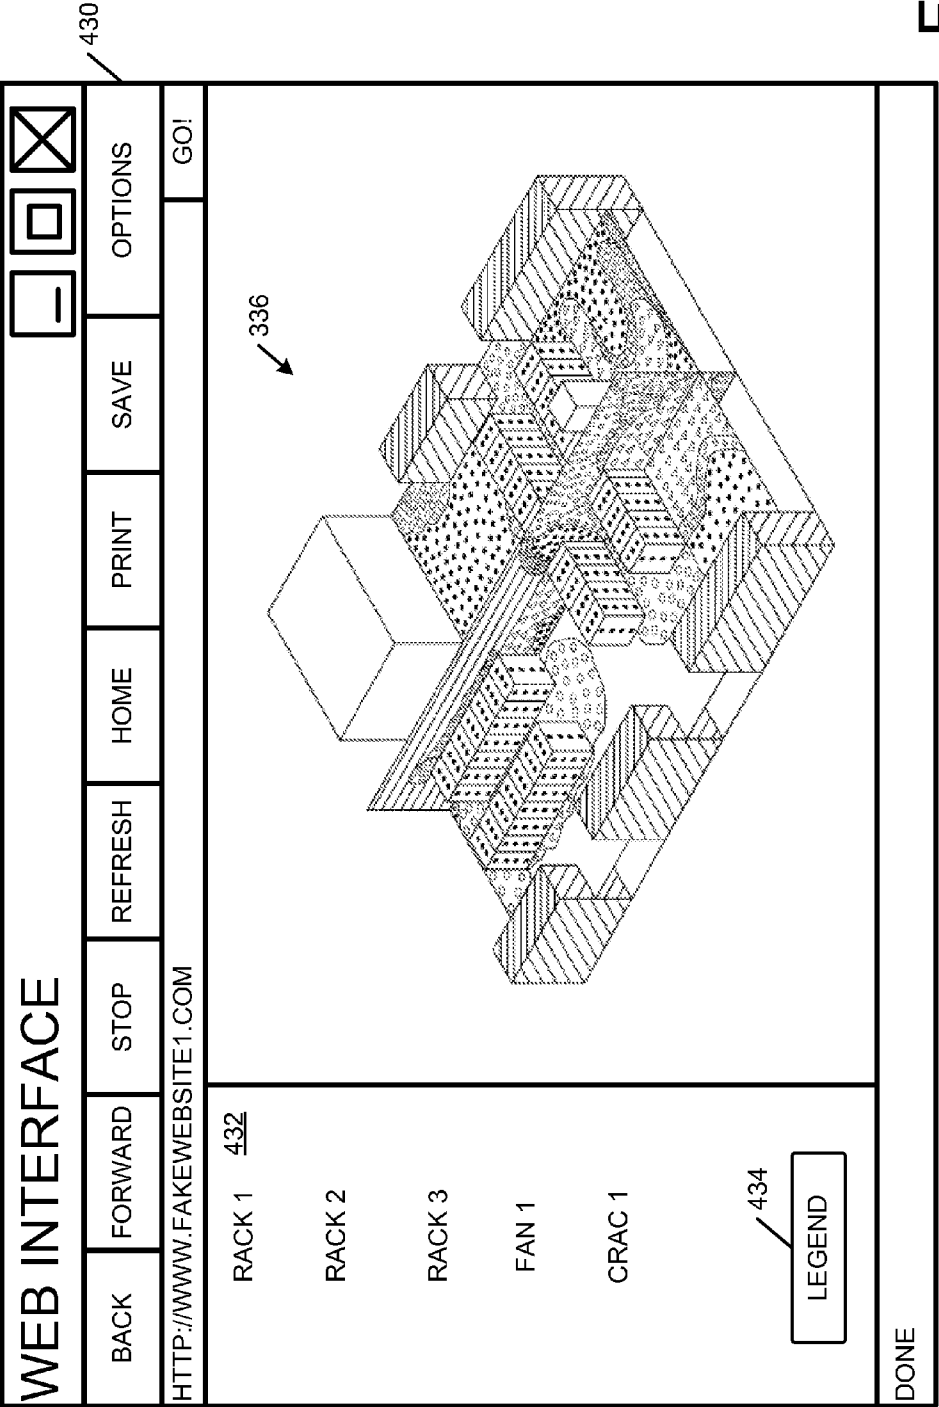 430
WEB INTERFACE
BACK FORWARD STOP REFRESH HOME PRINT SAVE OPTIONS
HTTP://WWW.FAKEWEBSITE1.COM GO!
432
RACK 1
RACK 2
RACK 3
FAN 1
CRAC 1
434
LEGEND
336
DONE